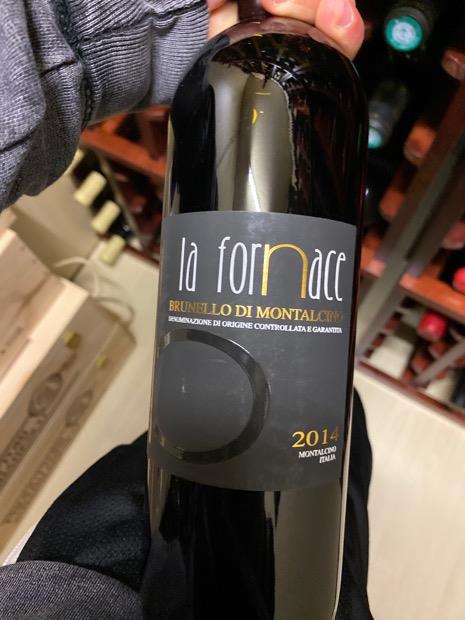 la fornace
BRUNELLO DI MONTALCINO
DENOMINAZIONE DI ORIGINE CONTROLLATA E GARANTITA
2014
MONTALCINO
ITALIA